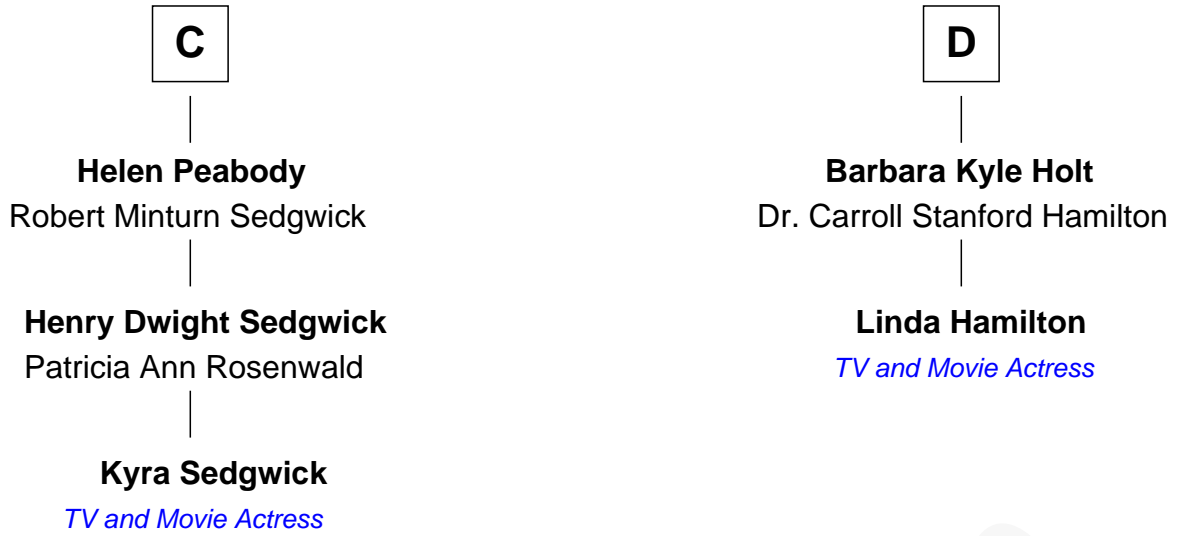 C
Helen Peabody
Robert Minturn Sedgwick
Henry Dwight Sedgwick
Patricia Ann Rosenwald
Kyra Sedgwick
TV and Movie Actress
D
Barbara Kyle Holt
Dr. Carroll Stanford Hamilton
Linda Hamilton
TV and Movie Actress